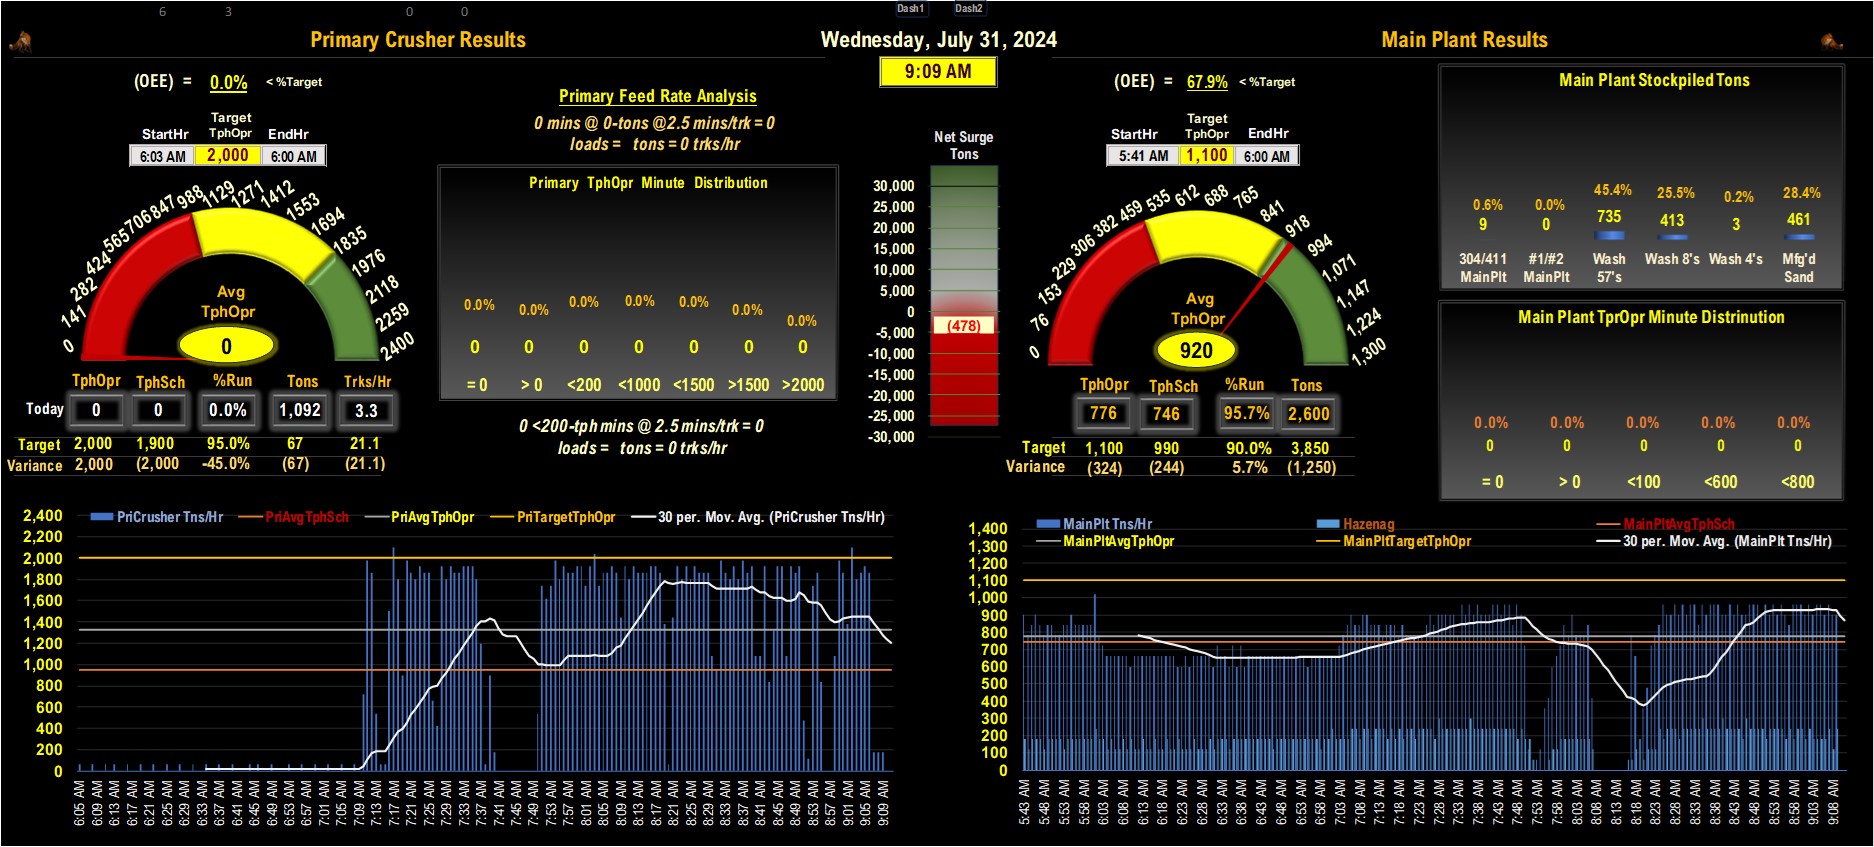 6 3 0 0 Dash1 Dash2
Primary Crusher Results
Wednesday, July 31, 2024
Main Plant Results
9:09 AM
(OEE) = 0.0% < %Target
Target
StartHr TphOpr EndHr
6:03 AM 2,000 6:00 AM
0 141 282 424 565 706 847 988 1129 1271 1412 1553 1694 1835 1976 2118 2259 2400
Avg
TphOpr
0
TphOpr TphSch %Run Tons Trks/Hr
Today 0 0 0.0% 1,092 3.3
Target 2,000 1,900 95.0% 67 21.1
Variance 2,000 (2,000 -45.0% (67) (21.1)
Primary Feed Rate Analysis
0 mins @ 0-tons @2.5 mins/trk = 0
loads = tons = 0 trks/hr
Primary TphOpr Minute Distribution
0.0% 0.0% 0.0% 0.0% 0.0% 0.0% 0.0%
0 0 0 0 0 0 0
= 0 > 0 <200 <1000 <1500 >1500 >2000
0 <200-tph mins @ 2.5 mins/trk = 0
loads = tons = 0 trks/hr
Net Surge
Tons
30,000
25,000
20,000
15,000
10,000
5,000
0
(478)
-5,000
-10,000
-15,000
-20,000
-25,000
-30,000
(OEE) = 67.9% < %Target
Target
StartHr TphOpr EndHr
5:41 AM 1,100 6:00 AM
0 76 153 229 306 382 459 535 612 688 765 841 918 994 1,071 1,147 1,224 1,300
Avg
TphOpr
920
TphOpr TphSch %Run Tons
776 746 95.7% 2,600
Target 1,100 990 90.0% 3,850
Variance (324) (244) 5.7% (1,250)
Main Plant Stockpiled Tons
0.6% 0.0% 45.4% 25.5% 0.2% 28.4%
9 0 735 413 3 461
304/411 #1/#2 Wash Wash 8's Wash 4's Mfg'd
MainPlt MainPlt 57's Sand
Main Plant TprOpr Minute Distrinution
0.0% 0.0% 0.0% 0.0% 0.0%
0 0 0 0 0
= 0 > 0 <100 <600 <800
PriCrusher Tns/Hr PriAvgTphSch PriAvgTphOpr PriTargetTphOpr 30 per. Mov. Avg. (PriCrusher Tns/Hr)
2,400
2,200
2,000
1,800
1,600
1,400
1,200
1,000
800
600
400
200
0
6:05 AM 6:09 AM 6:13 AM 6:17 AM 6:21 AM 6:25 AM 6:29 AM 6:33 AM 6:37 AM 6:41 AM 6:45 AM 6:49 AM 6:53 AM 6:57 AM 7:01 AM 7:05 AM 7:09 AM 7:13 AM 7:17 AM 7:21 AM 7:25 AM 7:29 AM 7:33 AM 7:37 AM 7:41 AM 7:45 AM 7:49 AM 7:53 AM 7:57 AM 8:01 AM 8:05 AM 8:09 AM 8:13 AM 8:17 AM 8:21 AM 8:25 AM 8:29 AM 8:33 AM 8:37 AM 8:41 AM 8:45 AM 8:49 AM 8:53 AM 8:57 AM 9:01 AM 9:05 AM 9:09 AM
MainPlt Tns/Hr Hazenag MainPltAvgTphSch
MainPltAvgTphOpr MainPltTargetTphOpr 30 per. Mov. Avg. (MainPlt Tns/Hr)
1,400
1,300
1,200
1,100
1,000
900
800
700
600
500
400
300
200
100
0
5:43 AM 5:48 AM 5:53 AM 5:58 AM 6:03 AM 6:08 AM 6:13 AM 6:18 AM 6:23 AM 6:28 AM 6:33 AM 6:38 AM 6:43 AM 6:48 AM 6:53 AM 6:58 AM 7:03 AM 7:08 AM 7:13 AM 7:18 AM 7:23 AM 7:28 AM 7:33 AM 7:38 AM 7:43 AM 7:48 AM 7:53 AM 7:58 AM 8:03 AM 8:08 AM 8:13 AM 8:18 AM 8:23 AM 8:28 AM 8:33 AM 8:38 AM 8:43 AM 8:48 AM 8:53 AM 8:58 AM 9:03 AM 9:08 AM